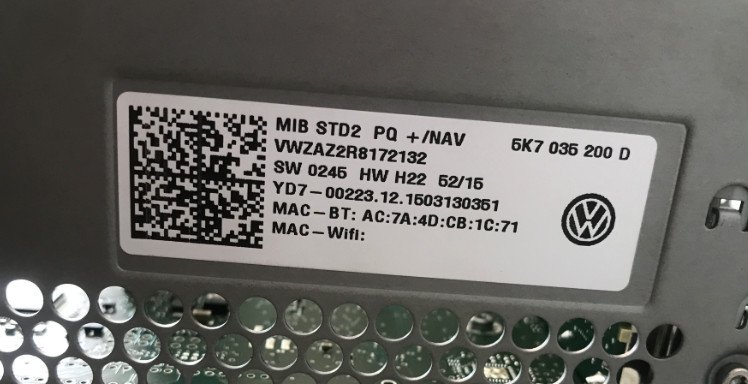 MIB STD2 PQ +/NAV 5K7 035 200 D
VWZAZ2R8172132
SW 0245 HW H22 52/15
YD7-00223.12.1503130351
MAC-BT: AC:7A:4D:CB:1C:71
MAC-Wifi: